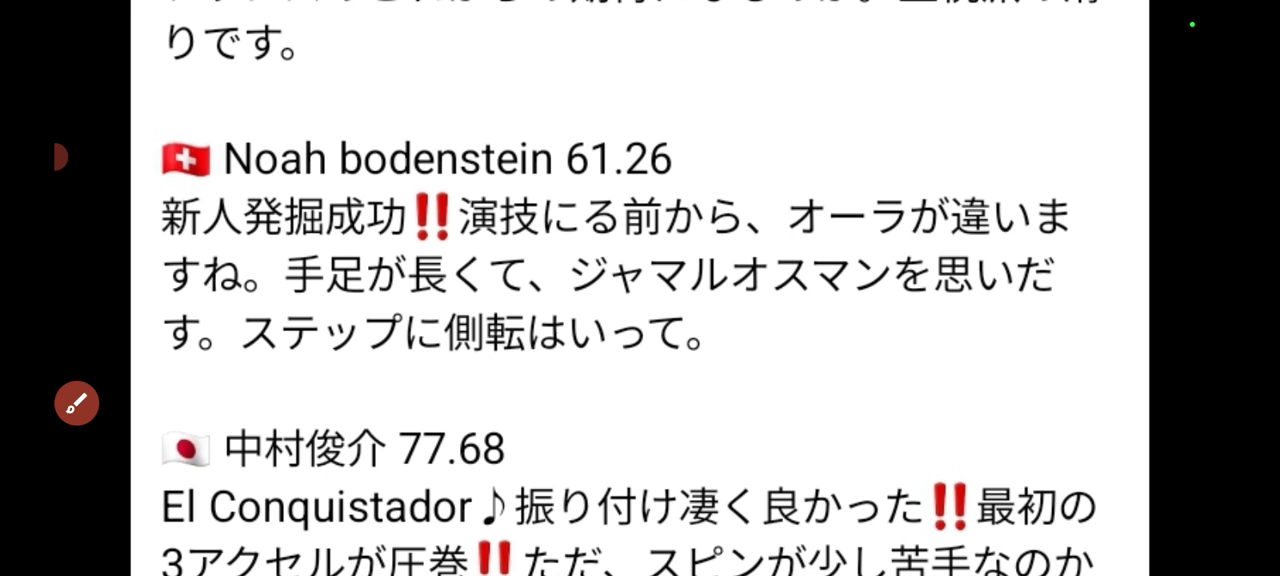 りです。
🇨🇭 Noah bodenstein 61.26
新人発掘成功‼️演技にる前から、オーラが違いま
すね。手足が長くて、ジャマルオスマンを思いだ
す。ステップに側転はいって。
🇯🇵 中村俊介 77.68
El Conquistador♪振り付け凄く良かった‼️最初の
3アクセルが圧巻‼️ただ、スピンが少し苦手なのか